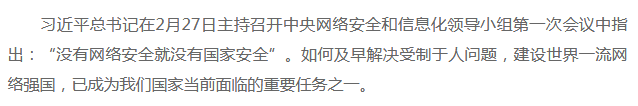 习近平总书记在2月27日主持召开中央网络安全和信息化领导小组第一次会议中指
出：“没有网络安全就没有国家安全”。如何及早解决受制于人问题，建设世界一流网
络强国，已成为我们国家当前面临的重要任务之一。